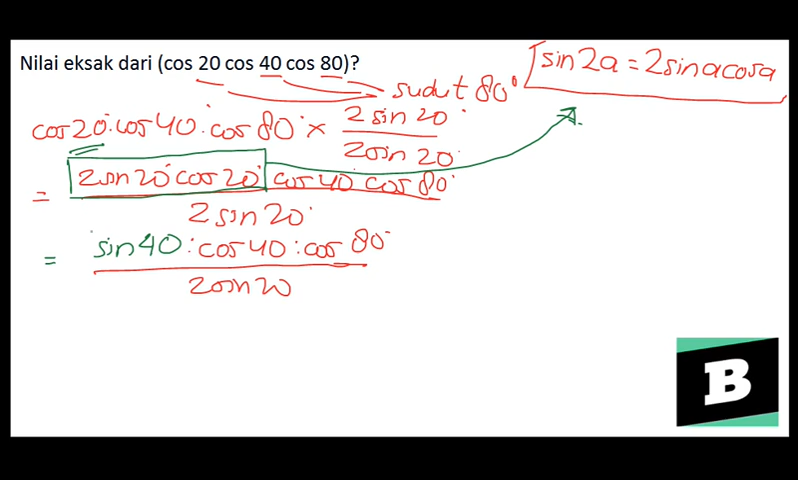 Nilai eksak dari (cos 20 cos 40 cos 80)?
sin 2a = 2 sin a cos a
sudut 80°
cos 20°. cos 40°. cos 80° x 2 sin 20°
2 sin 20°
= 2 sin 20° cos 20° cos 40° cos 80°
2 sin 20°
= sin 40°. cos 40°. cos 80°
2 sin 20
B